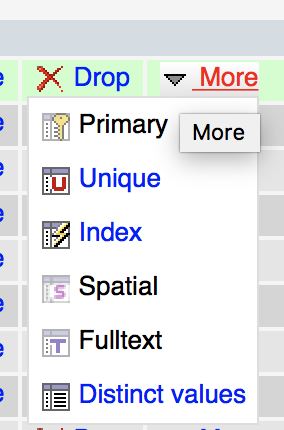 Drop More
Primary
More
Unique
Index
Spatial
Fulltext
Distinct values